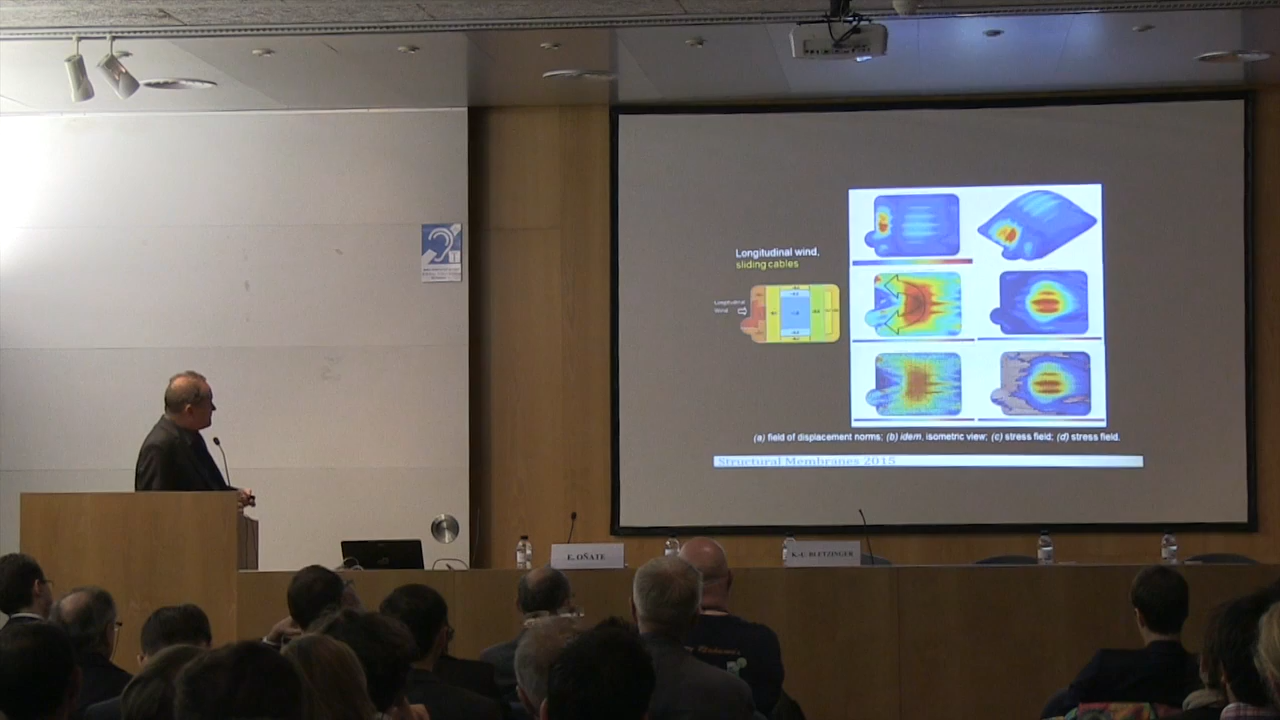 Longitudinal wind,
sliding cables
Longitudinal
Wind
(a) field of displacement norms; (b) idem, isometric view; (c) stress field; (d) stress field.
Structural Membranes 2015
E. OÑATE
K.-U. BLETZINGER